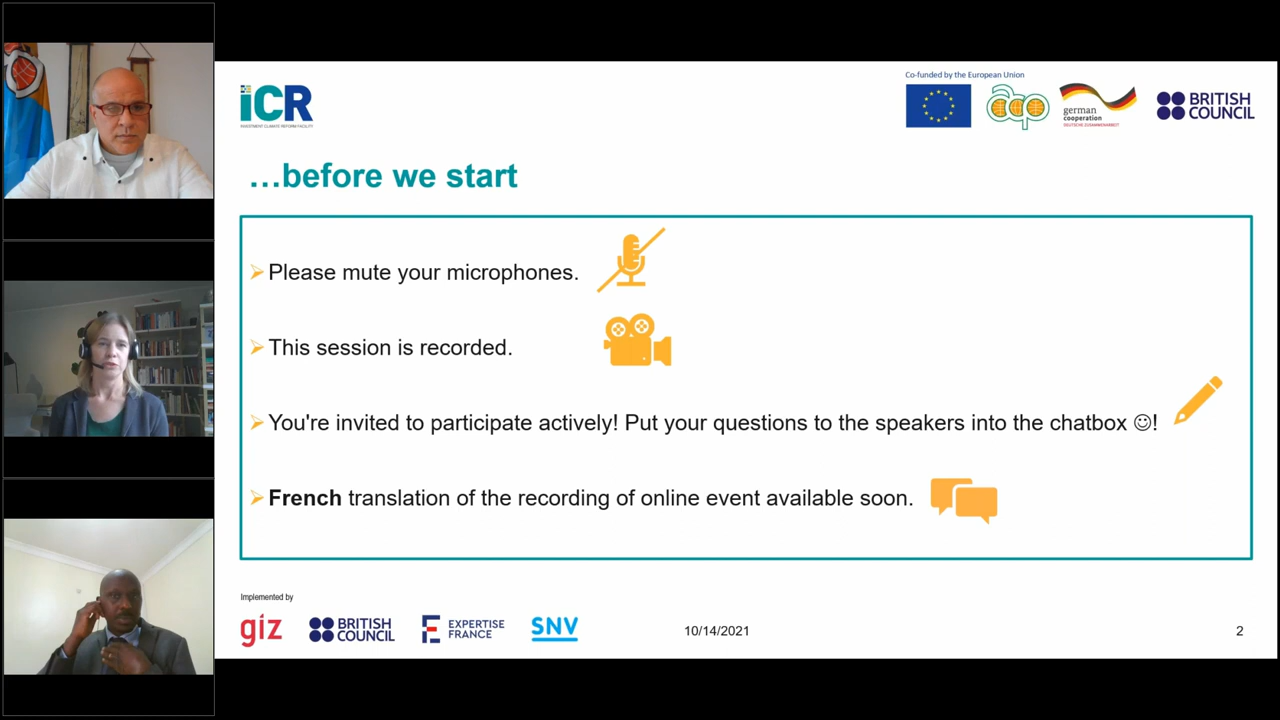 iCR
INVESTMENT CLIMATE REFORM FACILITY
Co-funded by the European Union
acp
german
cooperation
DEUTSCHE ZUSAMMENARBEIT
BRITISH
COUNCIL
…before we start
Please mute your microphones.
This session is recorded.
You're invited to participate actively! Put your questions to the speakers into the chatbox ☺!
French translation of the recording of online event available soon.
Implemented by
giz
BRITISH
COUNCIL
EXPERTISE
FRANCE
SNV
10/14/2021
2